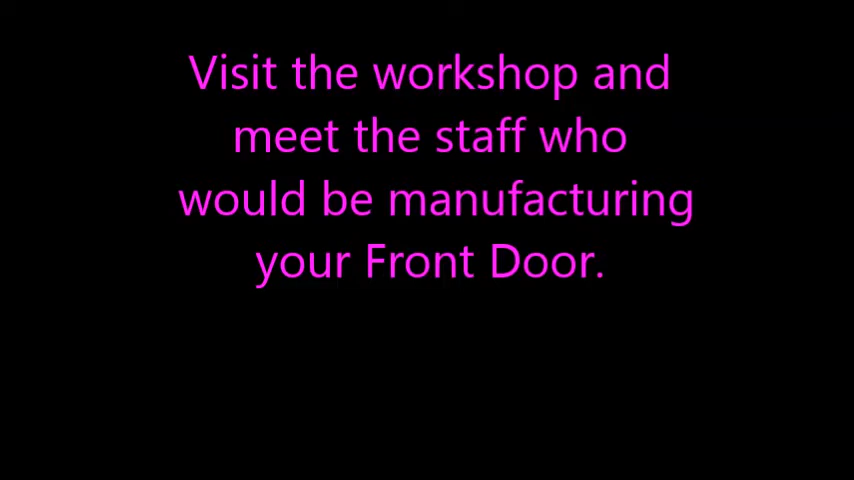 Visit the workshop and
meet the staff who
would be manufacturing
your Front Door.